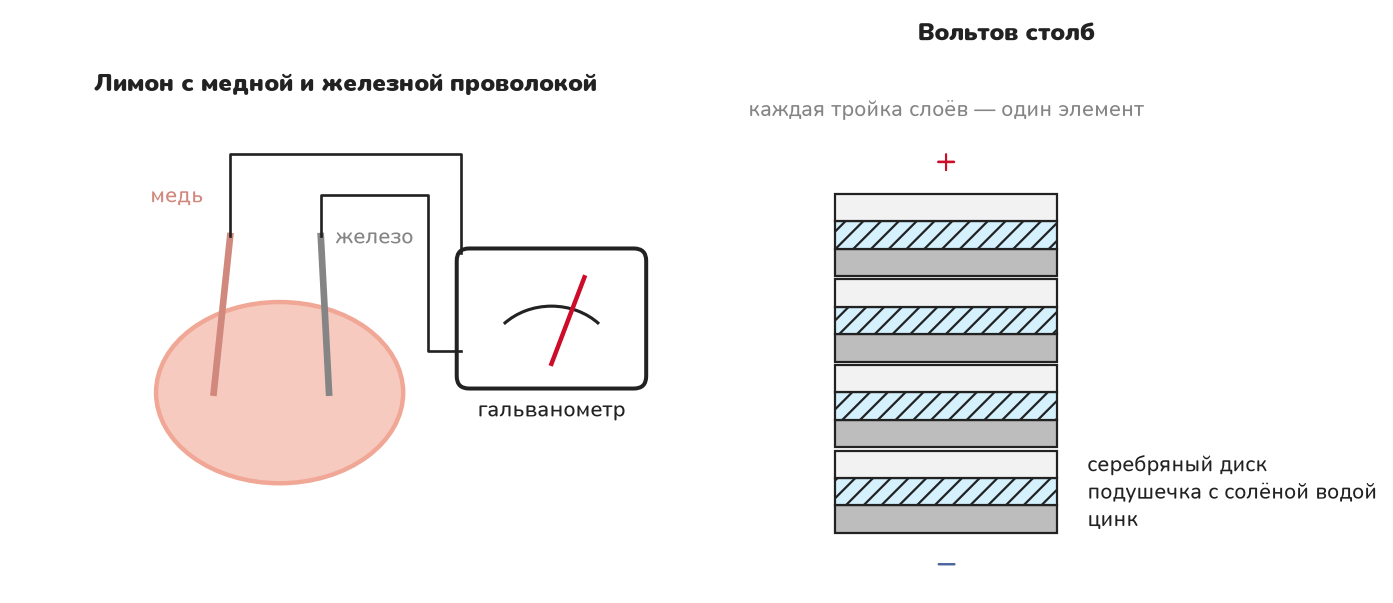 Лимон с медной и железной проволокой
медь
железо
гальванометр
Вольтов столб
каждая тройка слоёв — один элемент
+
серебряный диск
подушечка с солёной водой
цинк
−